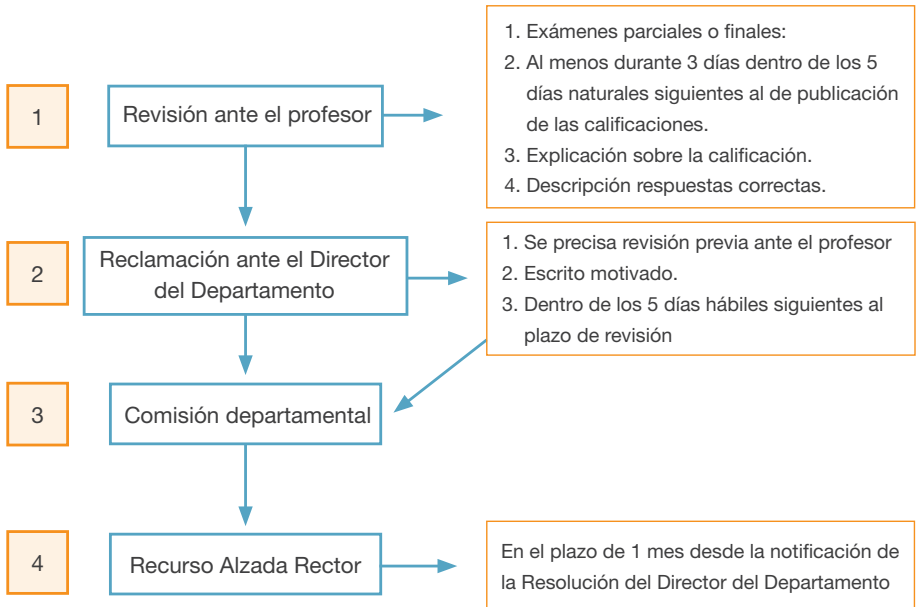 1
Revisión ante el profesor
1. Exámenes parciales o finales:
2. Al menos durante 3 días dentro de los 5
días naturales siguientes al de publicación
de las calificaciones.
3. Explicación sobre la calificación.
4. Descripción respuestas correctas.
2
Reclamación ante el Director
del Departamento
1. Se precisa revisión previa ante el profesor
2. Escrito motivado.
3. Dentro de los 5 días hábiles siguientes al
plazo de revisión
3
Comisión departamental
4
Recurso Alzada Rector
En el plazo de 1 mes desde la notificación de
la Resolución del Director del Departamento